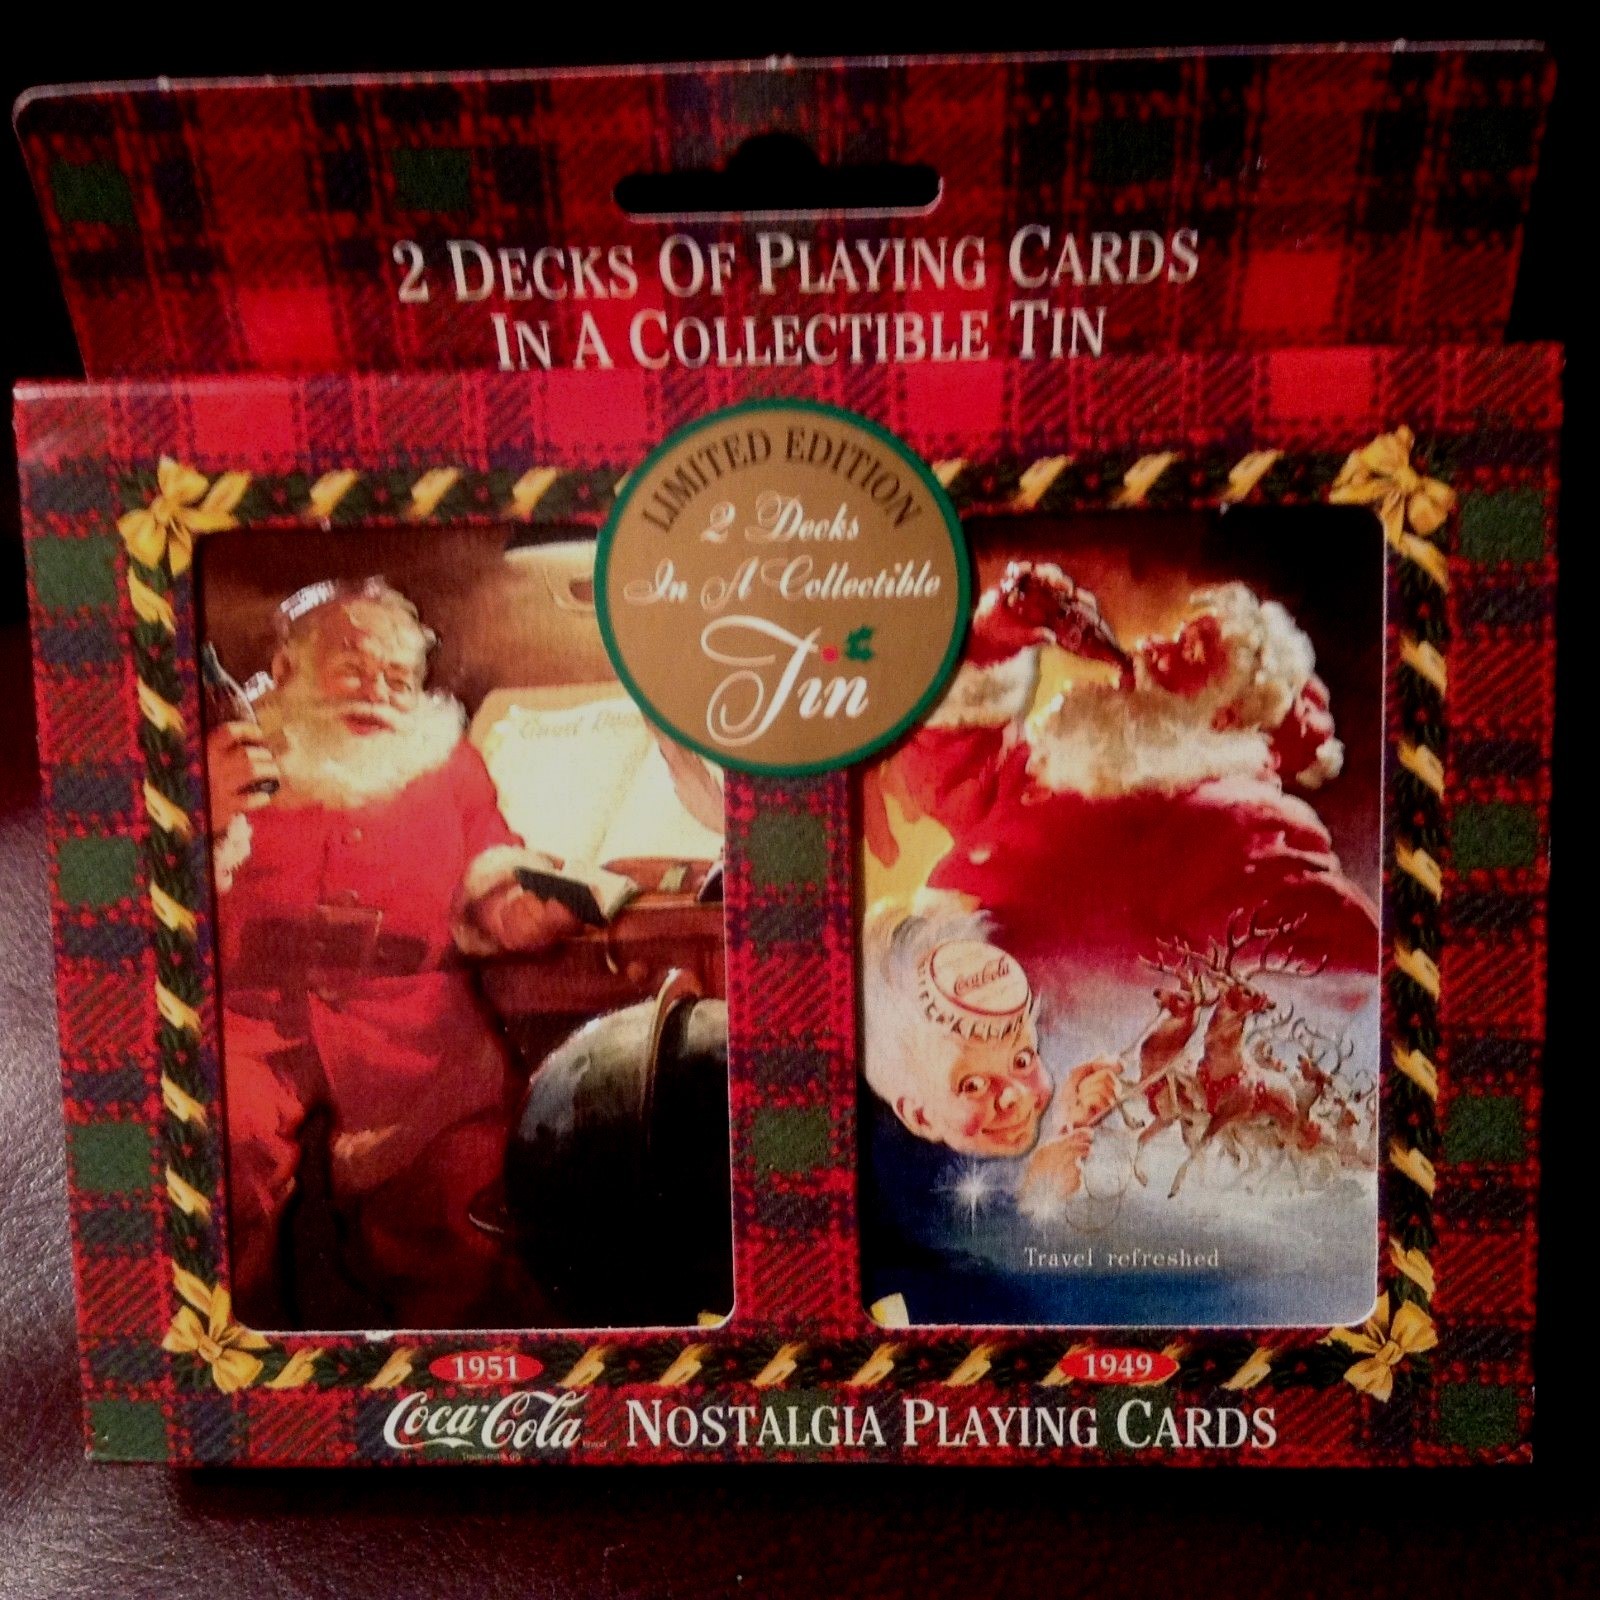 2 DECKS OF PLAYING CARDS
IN A COLLECTIBLE TIN
LIMITED EDITION
2 Decks
In A Collectible
Tin
Coca-Cola
Travel refreshed
1951
1949
Coca-Cola NOSTALGIA PLAYING CARDS